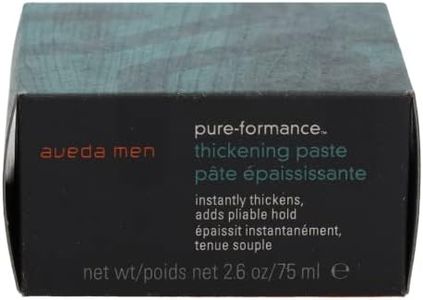 aveda men
pure-formance™
thickening paste
pâte épaississante
instantly thickens,
adds pliable hold
épaissit instantanément,
tenue souple
net wt/poids net 2.6 oz/75 ml ℮